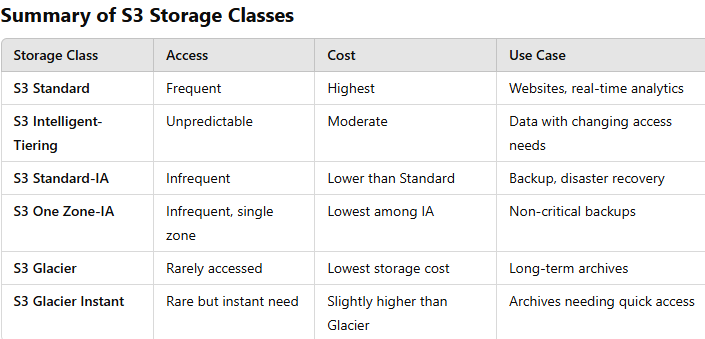 Summary of S3 Storage Classes
Storage Class Access Cost Use Case
S3 Standard Frequent Highest Websites, real-time analytics
S3 Intelligent- Unpredictable Moderate Data with changing access
Tiering needs
S3 Standard-IA Infrequent Lower than Standard Backup, disaster recovery
S3 One Zone-IA Infrequent, single Lowest among IA Non-critical backups
zone
S3 Glacier Rarely accessed Lowest storage cost Long-term archives
S3 Glacier Instant Rare but instant need Slightly higher than Archives needing quick access
Glacier